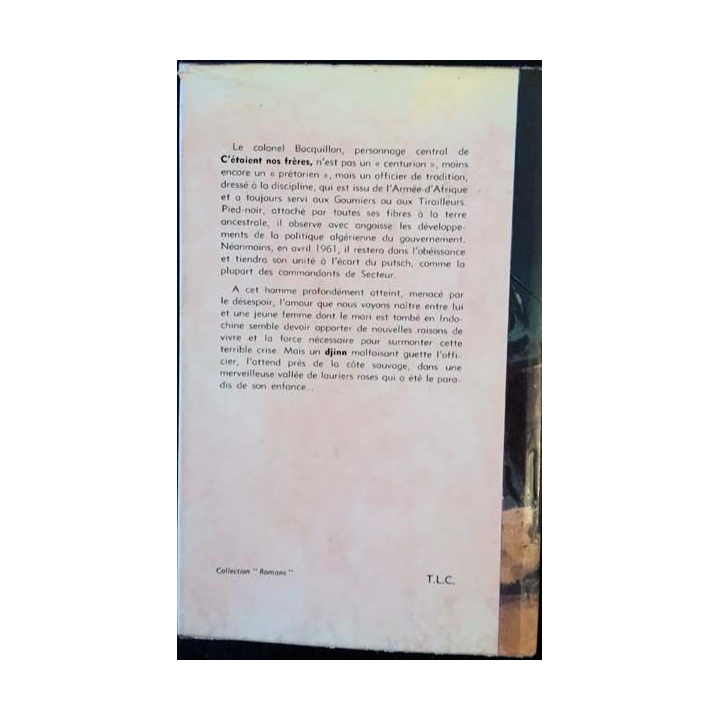 Le colonel Bocquillon, personnage central de
C'étaient nos frères, n'est pas un « centurion », moins
encore un « prétorien », mais un officier de tradition,
dressé à la discipline, qui est issu de l'Armée d'Afrique
et a toujours servi aux Goumiers ou aux Tirailleurs.
Pied-noir, attaché par toutes ses fibres à la terre
ancestrale, il observe avec angoisse les développe-
ments de la politique algérienne du gouvernement.
Néanmoins, en avril 1961, il restera dans l'obéissance
et tiendra son unité à l'écart du putsch, comme la
plupart des commandants de Secteur.
A cet homme profondément atteint, menacé par
le désespoir, l'amour que nous voyons naître entre lui
et une jeune femme dont le mari est tombé en Indo-
chine semble devoir apporter de nouvelles raisons de
vivre et la force nécessaire pour surmonter cette
terrible crise. Mais un djinn malfaisant guette l'offi-
cier, l'attend près de la côte sauvage, dans une
merveilleuse vallée de lauriers roses qui a été le para-
dis de son enfance...
Collection " Romans "
T.L.C.